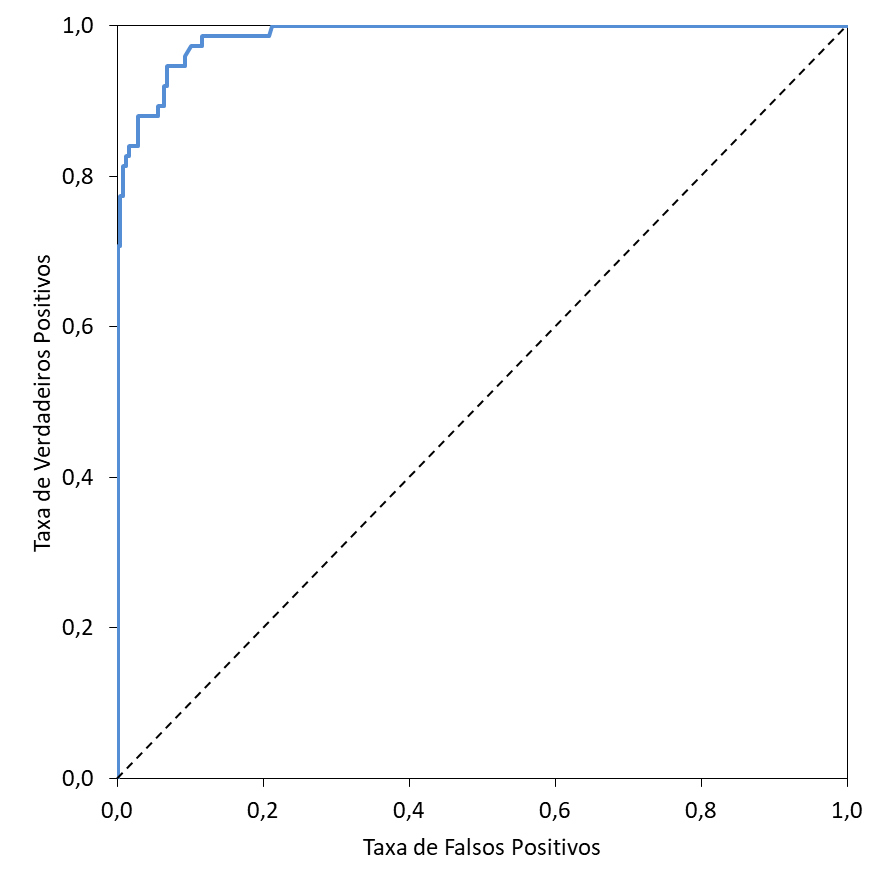 1,0
0,8
0,6
0,4
0,2
0,0
Taxa de Verdadeiros Positivos
0,0 0,2 0,4 0,6 0,8 1,0
Taxa de Falsos Positivos